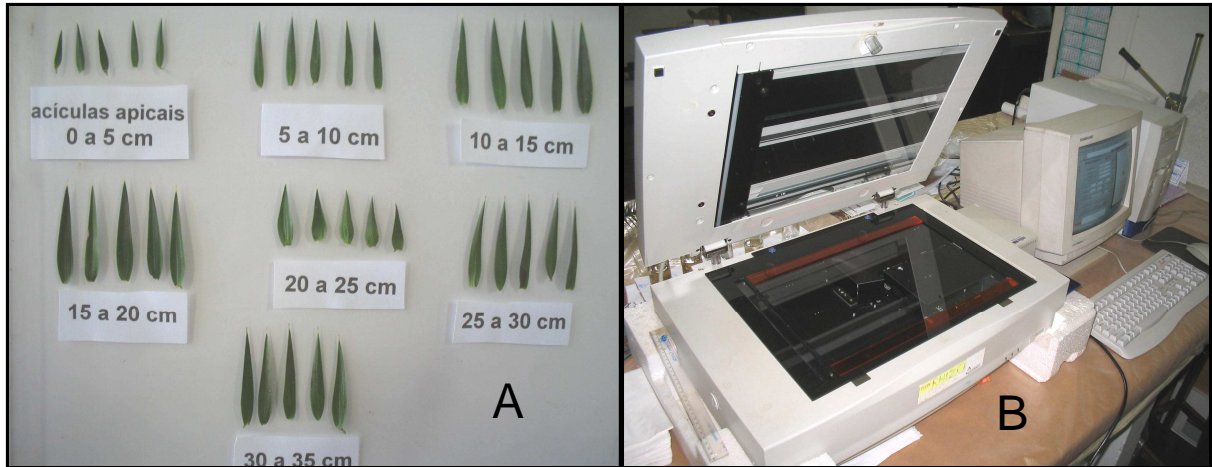 acículas apicais
0 a 5 cm
5 a 10 cm
10 a 15 cm
15 a 20 cm
20 a 25 cm
25 a 30 cm
30 a 35 cm
A
B